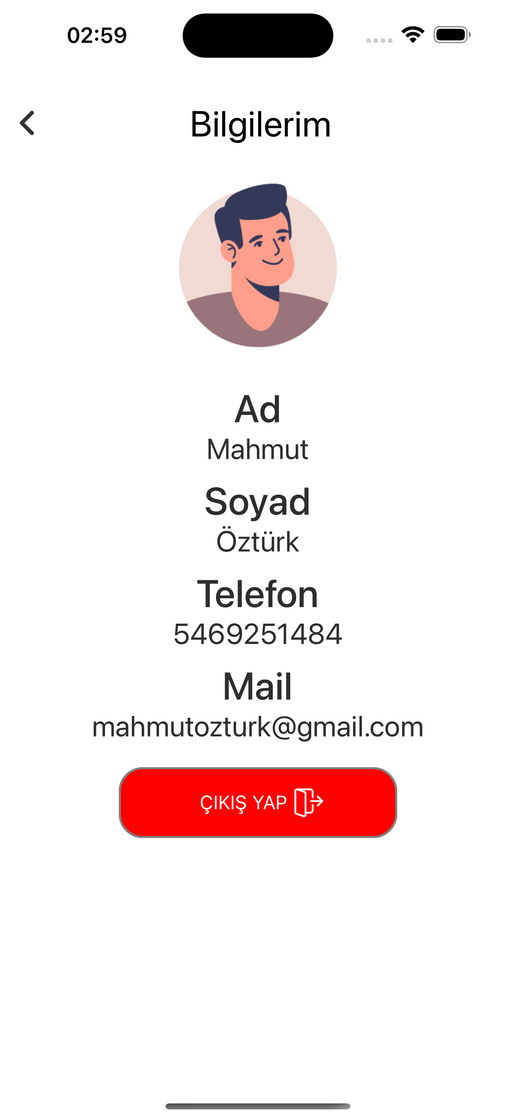 02:59
Bilgilerim
Ad
Mahmut
Soyad
Öztürk
Telefon
5469251484
Mail
mahmutozturk@gmail.com
ÇIKIŞ YAP